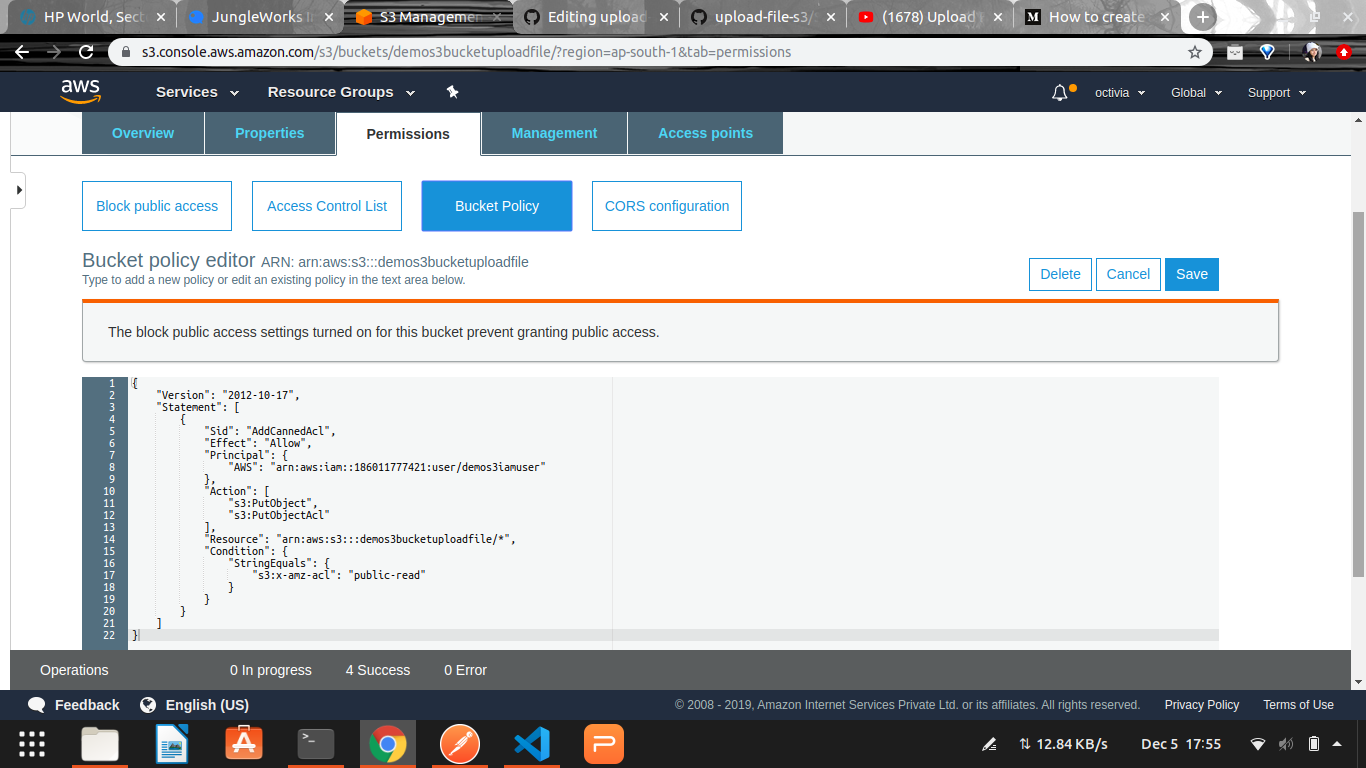 HP World, Sect
JungleWorks I
S3 Managemen
Editing upload
upload-file-s3/
(1678) Upload
How to create
s3.console.aws.amazon.com/s3/buckets/demos3bucketuploadfile/?region=ap-south-1&tab=permissions
aws
Services
Resource Groups
octivia
Global
Support
Overview
Properties
Permissions
Management
Access points
Block public access
Access Control List
Bucket Policy
CORS configuration
Bucket policy editor ARN: arn:aws:s3:::demos3bucketuploadfile
Type to add a new policy or edit an existing policy in the text area below.
Delete
Cancel
Save
The block public access settings turned on for this bucket prevent granting public access.
1 {
2 "Version": "2012-10-17",
3 "Statement": [
4 {
5 "Sid": "AddCannedAcl",
6 "Effect": "Allow",
7 "Principal": {
8 "AWS": "arn:aws:iam::186011777421:user/demos3iamuser"
9 },
10 "Action": [
11 "s3:PutObject",
12 "s3:PutObjectAcl"
13 ],
14 "Resource": "arn:aws:s3:::demos3bucketuploadfile/*",
15 "Condition": {
16 "StringEquals": {
17 "s3:x-amz-acl": "public-read"
18 }
19 }
20 }
21 ]
22 }
Operations
0 In progress
4 Success
0 Error
Feedback
English (US)
© 2008 - 2019, Amazon Internet Services Private Ltd. or its affiliates. All rights reserved.
Privacy Policy
Terms of Use
12.84 KB/s
Dec 5 17:55